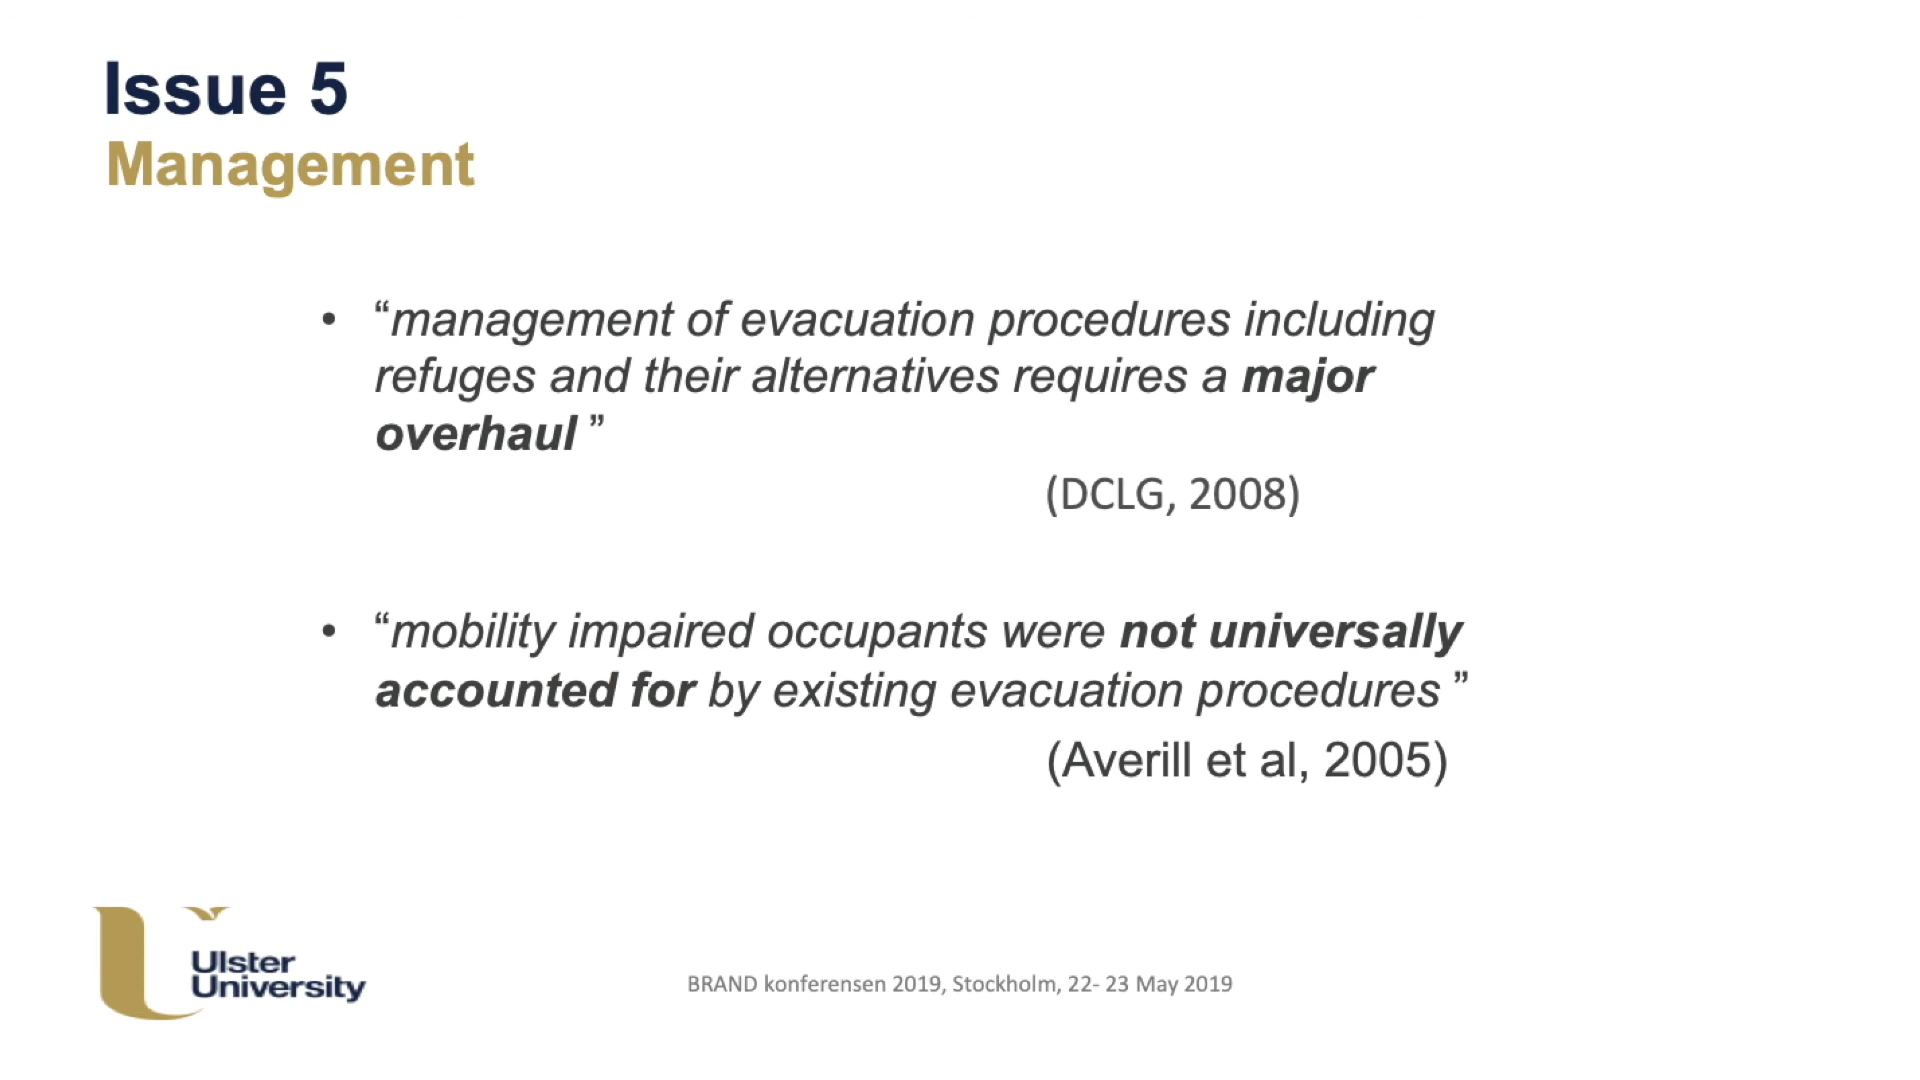 Issue 5
Management
• “management of evacuation procedures including
refuges and their alternatives requires a major
overhaul ”
(DCLG, 2008)
• “mobility impaired occupants were not universally
accounted for by existing evacuation procedures ”
(Averill et al, 2005)
Ulster
University
BRAND konferensen 2019, Stockholm, 22- 23 May 2019